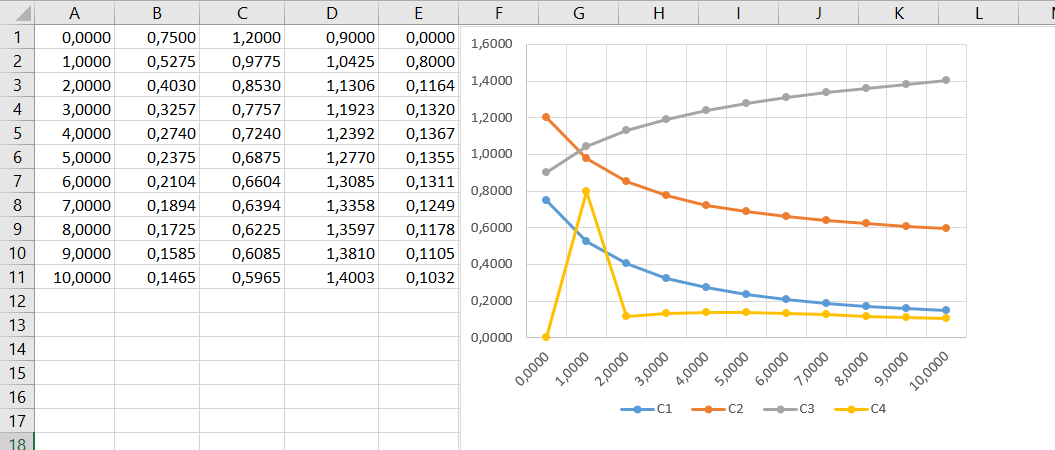 A B C D E F G H I J K L
1 0,0000 0,7500 1,2000 0,9000 0,0000
2 1,0000 0,5275 0,9775 1,0425 0,8000
3 2,0000 0,4030 0,8530 1,1306 0,1164
4 3,0000 0,3257 0,7757 1,1923 0,1320
5 4,0000 0,2740 0,7240 1,2392 0,1367
6 5,0000 0,2375 0,6875 1,2770 0,1355
7 6,0000 0,2104 0,6604 1,3085 0,1311
8 7,0000 0,1894 0,6394 1,3358 0,1249
9 8,0000 0,1725 0,6225 1,3597 0,1178
10 9,0000 0,1585 0,6085 1,3810 0,1105
11 10,0000 0,1465 0,5965 1,4003 0,1032
12
13
14
15
16
17
18
1,6000
1,4000
1,2000
1,0000
0,8000
0,6000
0,4000
0,2000
0,0000
0,0000 1,0000 2,0000 3,0000 4,0000 5,0000 6,0000 7,0000 8,0000 9,0000 10,0000
C1 C2 C3 C4